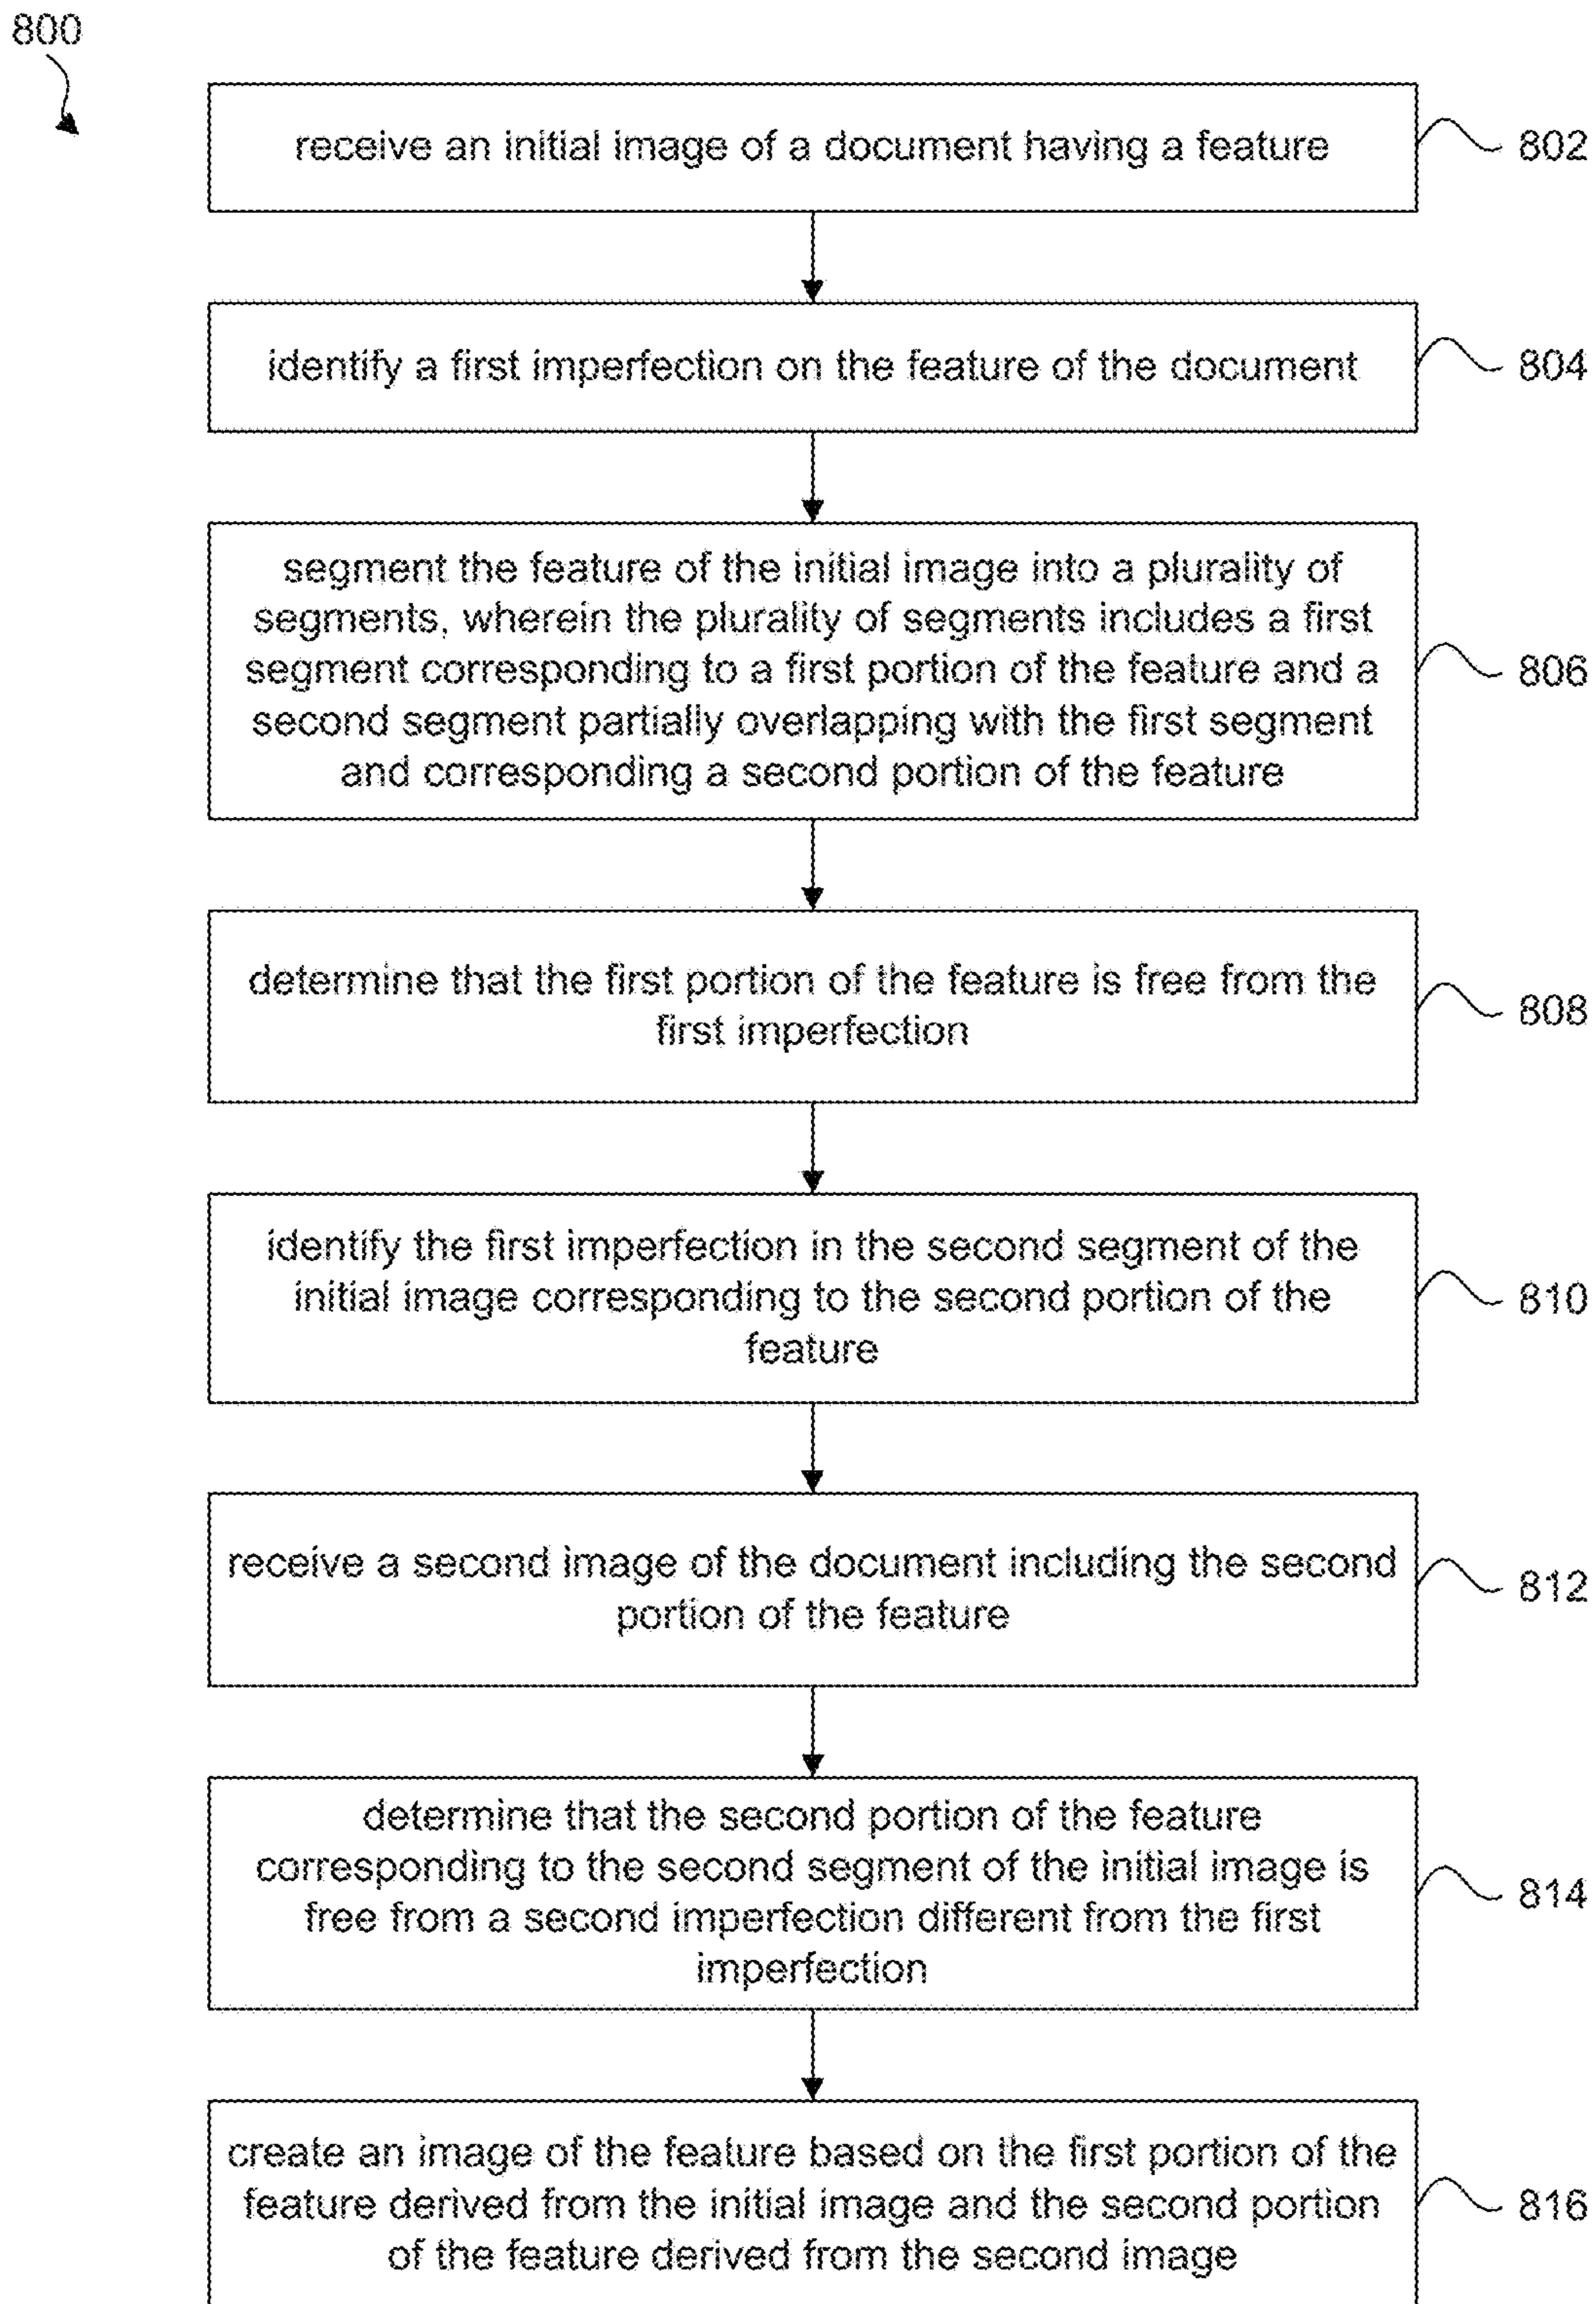 800
receive an initial image of a document having a feature
802
identify a first imperfection on the feature of the document
804
segment the feature of the initial image into a plurality of
segments, wherein the plurality of segments includes a first
segment corresponding to a first portion of the feature and a
second segment partially overlapping with the first segment
and corresponding a second portion of the feature
806
determine that the first portion of the feature is free from the
first imperfection
808
identify the first imperfection in the second segment of the
initial image corresponding to the second portion of the
feature
810
receive a second image of the document including the second
portion of the feature
812
determine that the second portion of the feature
corresponding to the second segment of the initial image is
free from a second imperfection different from the first
imperfection
814
create an image of the feature based on the first portion of the
feature derived from the initial image and the second portion
of the feature derived from the second image
816